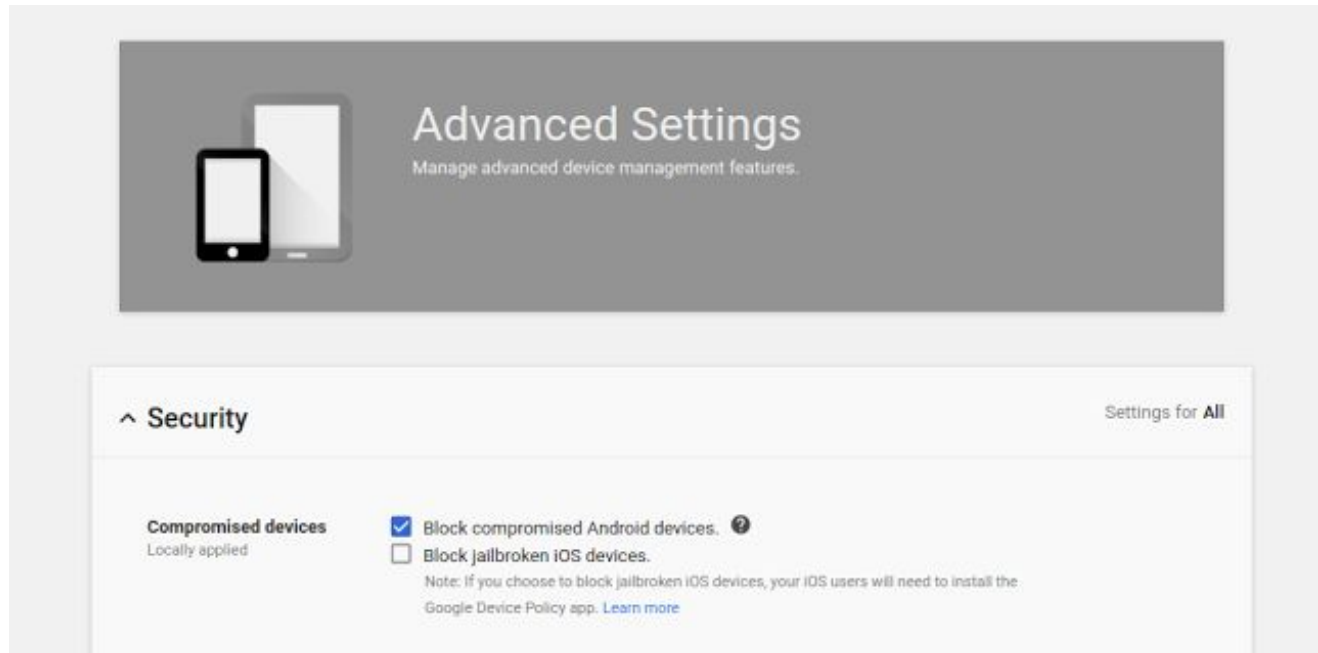 Advanced Settings
Manage advanced device management features.
Security
Settings for All
Compromised devices
Locally applied
Block compromised Android devices.
Block jailbroken iOS devices.
Note: If you choose to block jailbroken iOS devices, your iOS users will need to install the
Google Device Policy app. Learn more